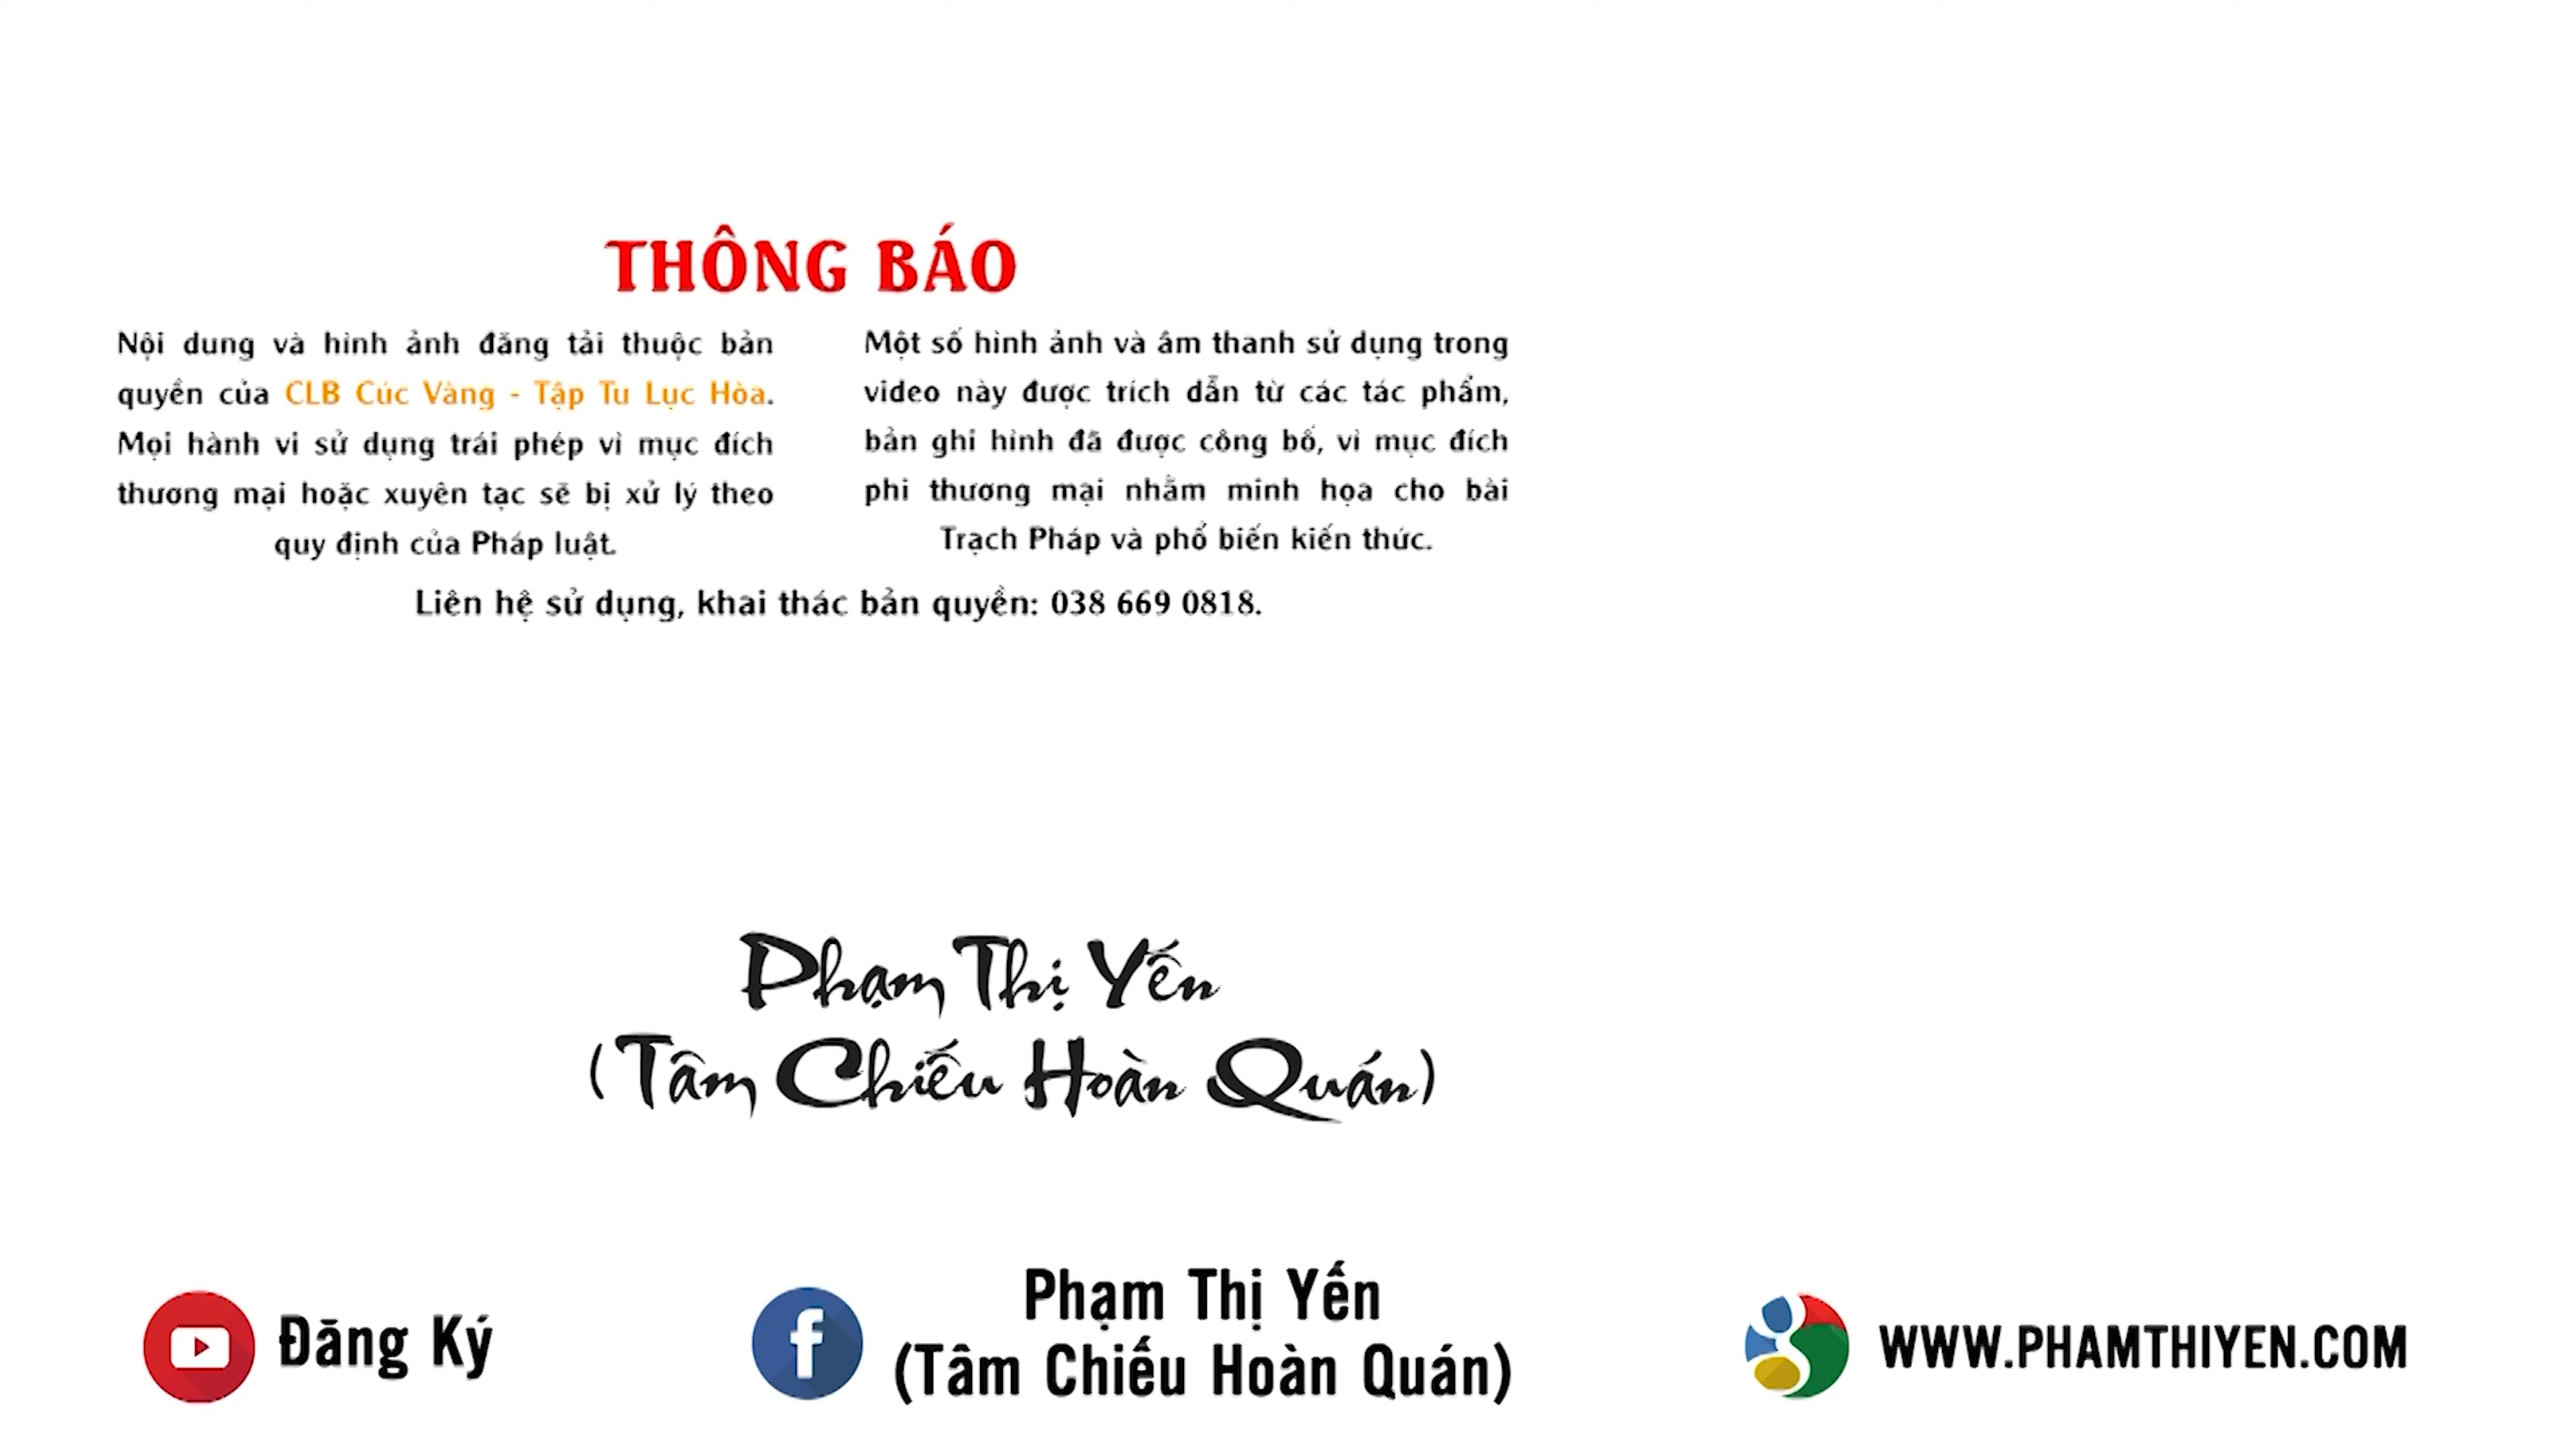 THÔNG BÁO
Nội dung và hình ảnh đăng tải thuộc bản
quyền của CLB Cúc Vàng - Tập Tu Lục Hòa.
Mọi hành vi sử dụng trái phép vì mục đích
thương mại hoặc xuyên tạc sẽ bị xử lý theo
quy định của Pháp luật.
Một số hình ảnh và âm thanh sử dụng trong
video này được trích dẫn từ các tác phẩm,
bản ghi hình đã được công bố, vì mục đích
phi thương mại nhằm minh họa cho bài
Trạch Pháp và phổ biến kiến thức.
Liên hệ sử dụng, khai thác bản quyền: 038 669 0818.
Phạm Thị Yến
(Tâm Chiếu Hoàn Quán)
Đăng Ký
Phạm Thị Yến
(Tâm Chiếu Hoàn Quán)
WWW.PHAMTHIYEN.COM